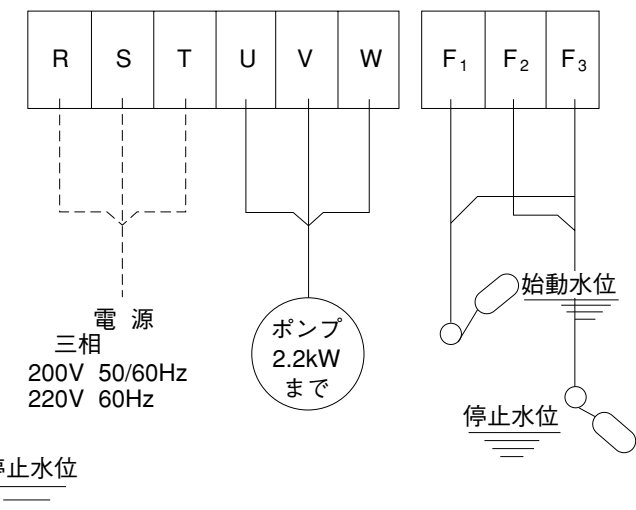 R S T U V W F₁ F₂ F₃
始動水位
電 源
三相
200V 50/60Hz
220V 60Hz
ポンプ
2.2kW
まで
停止水位
停止水位